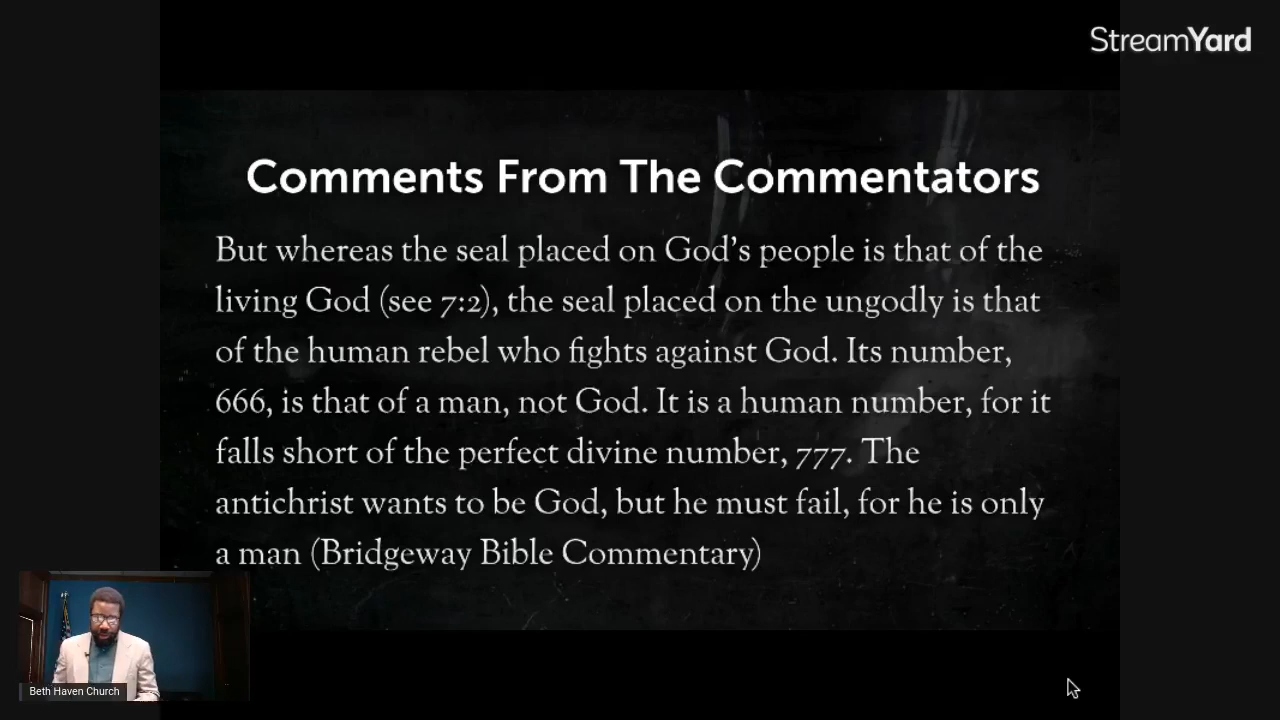 StreamYard
Comments From The Commentators
But whereas the seal placed on God's people is that of the
living God (see 7:2), the seal placed on the ungodly is that
of the human rebel who fights against God. Its number,
666, is that of a man, not God. It is a human number, for it
falls short of the perfect divine number, 777. The
antichrist wants to be God, but he must fail, for he is only
a man (Bridgeway Bible Commentary)
Beth Haven Church